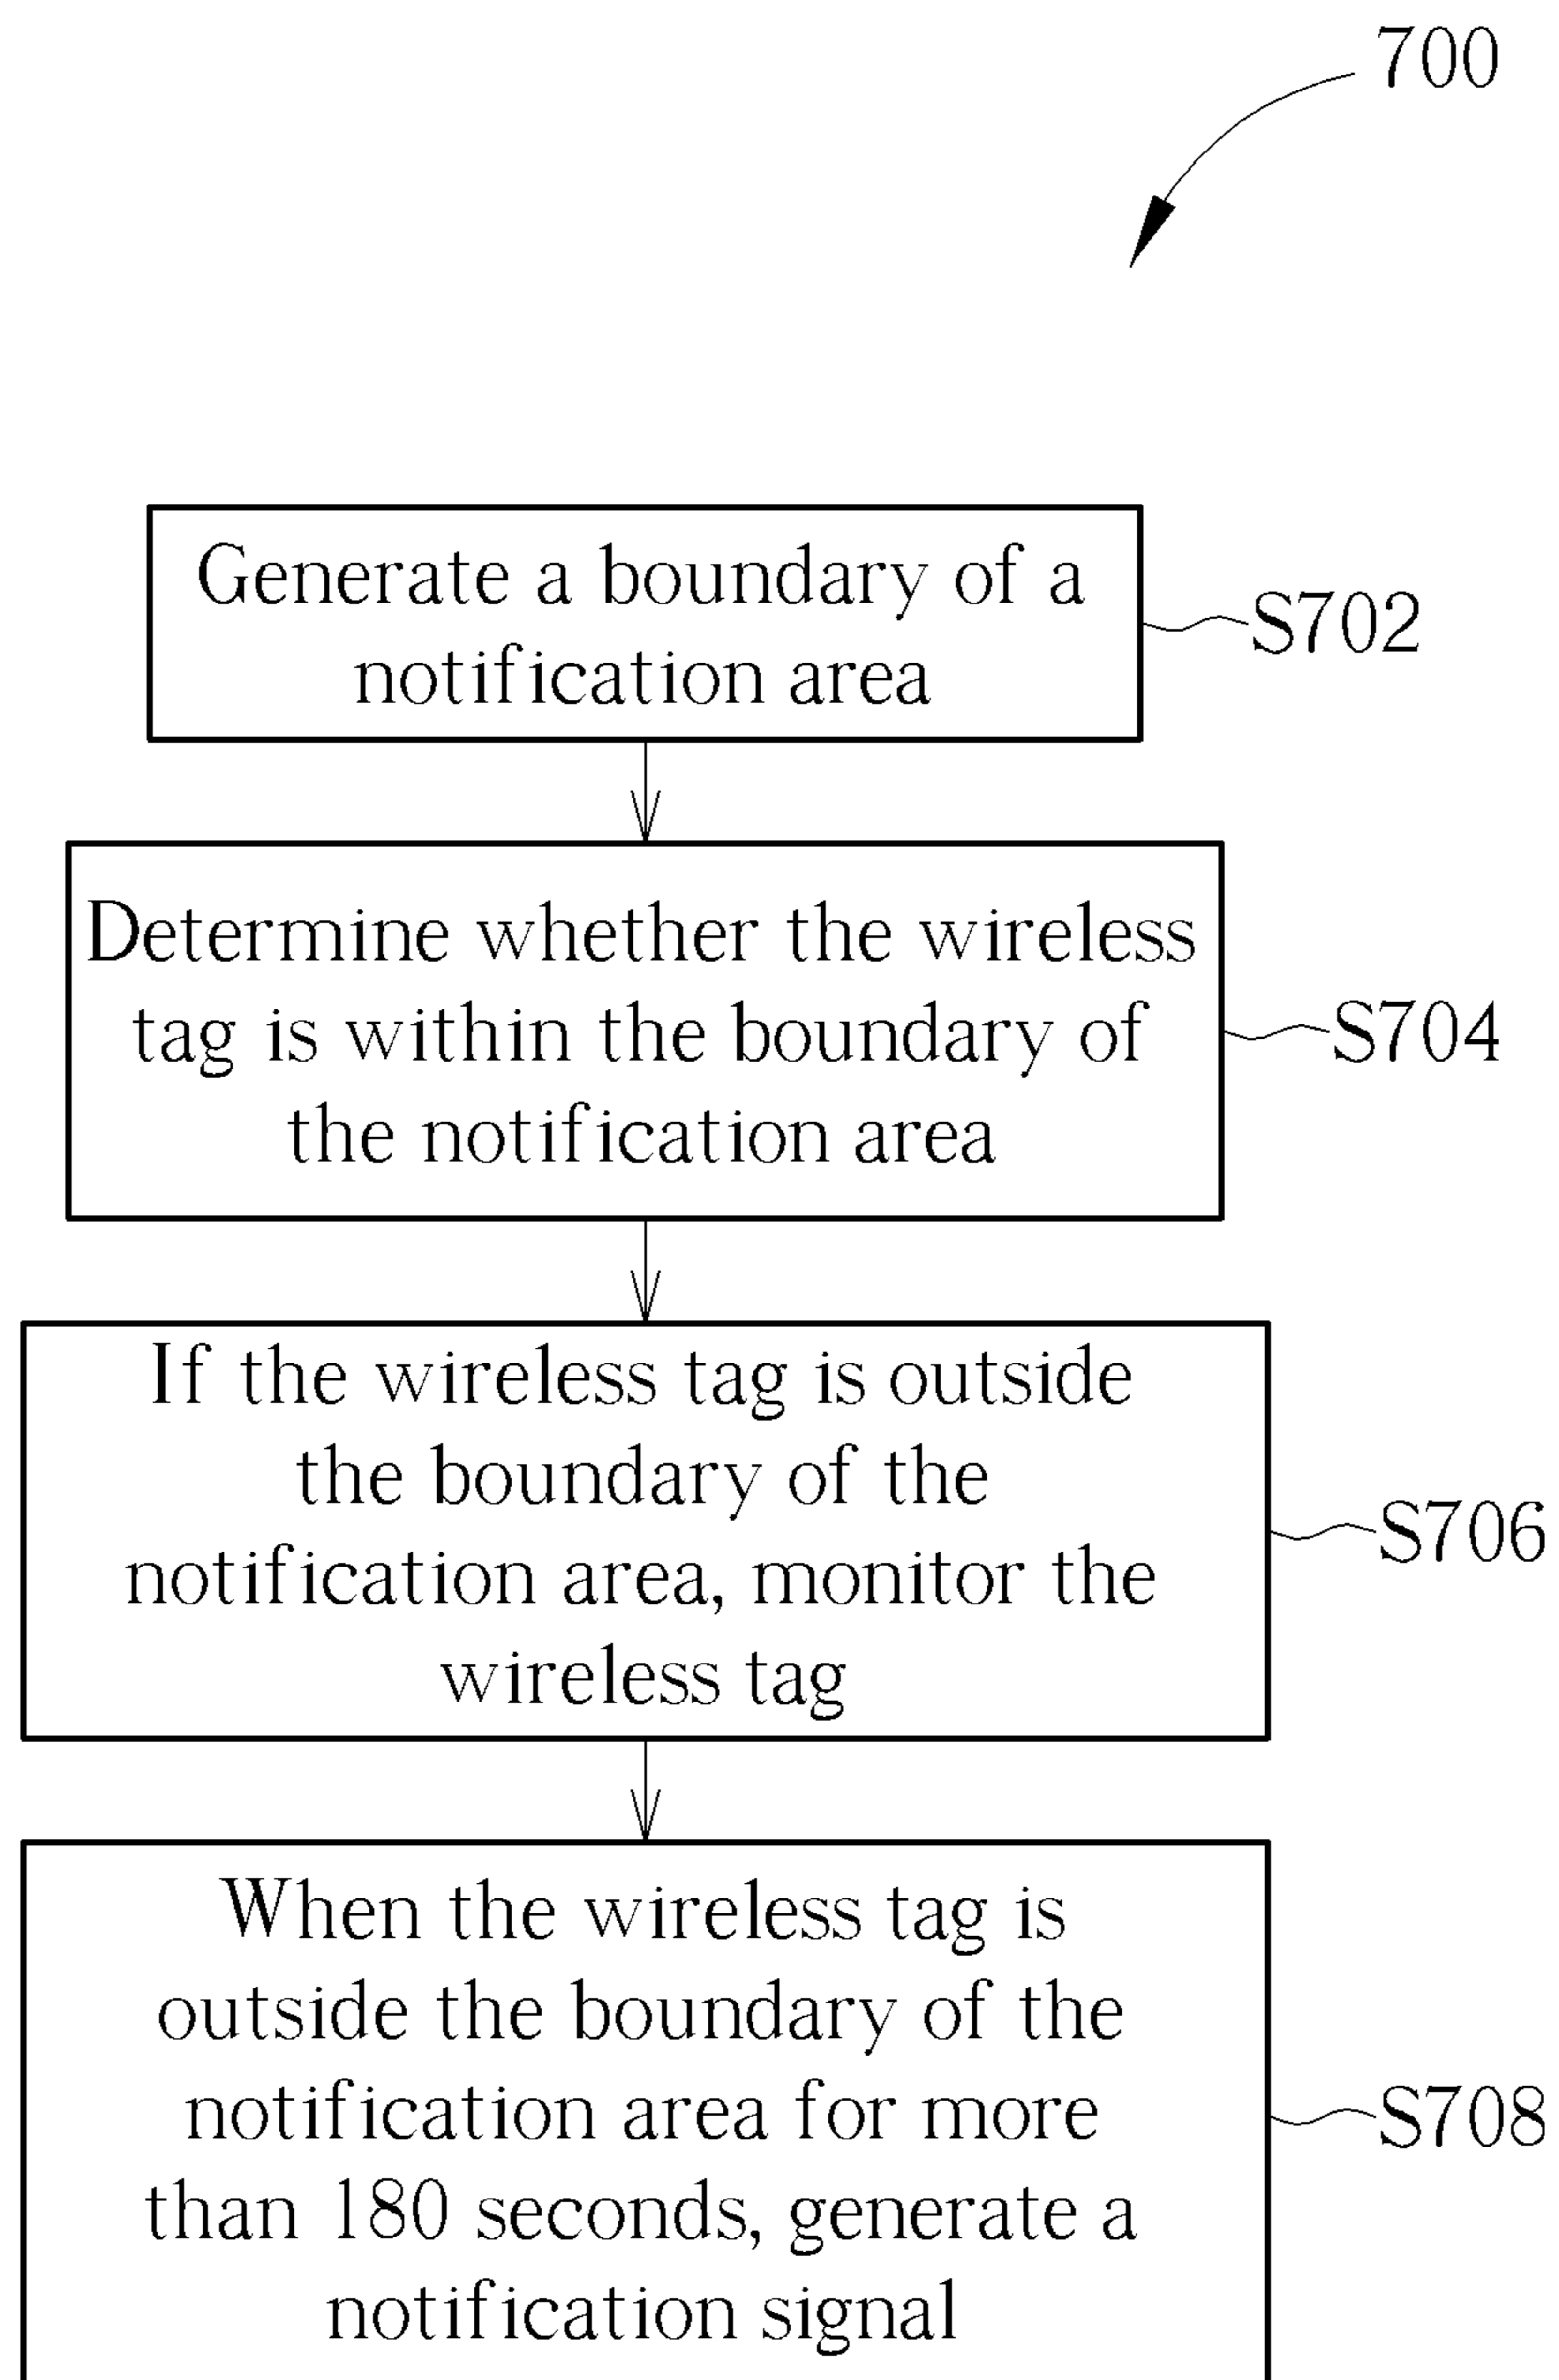 700
Generate a boundary of a
notification area
S702
Determine whether the wireless
tag is within the boundary of
the notification area
S704
If the wireless tag is outside
the boundary of the
notification area, monitor the
wireless tag
S706
When the wireless tag is
outside the boundary of the
notification area for more
than 180 seconds, generate a
notification signal
S708